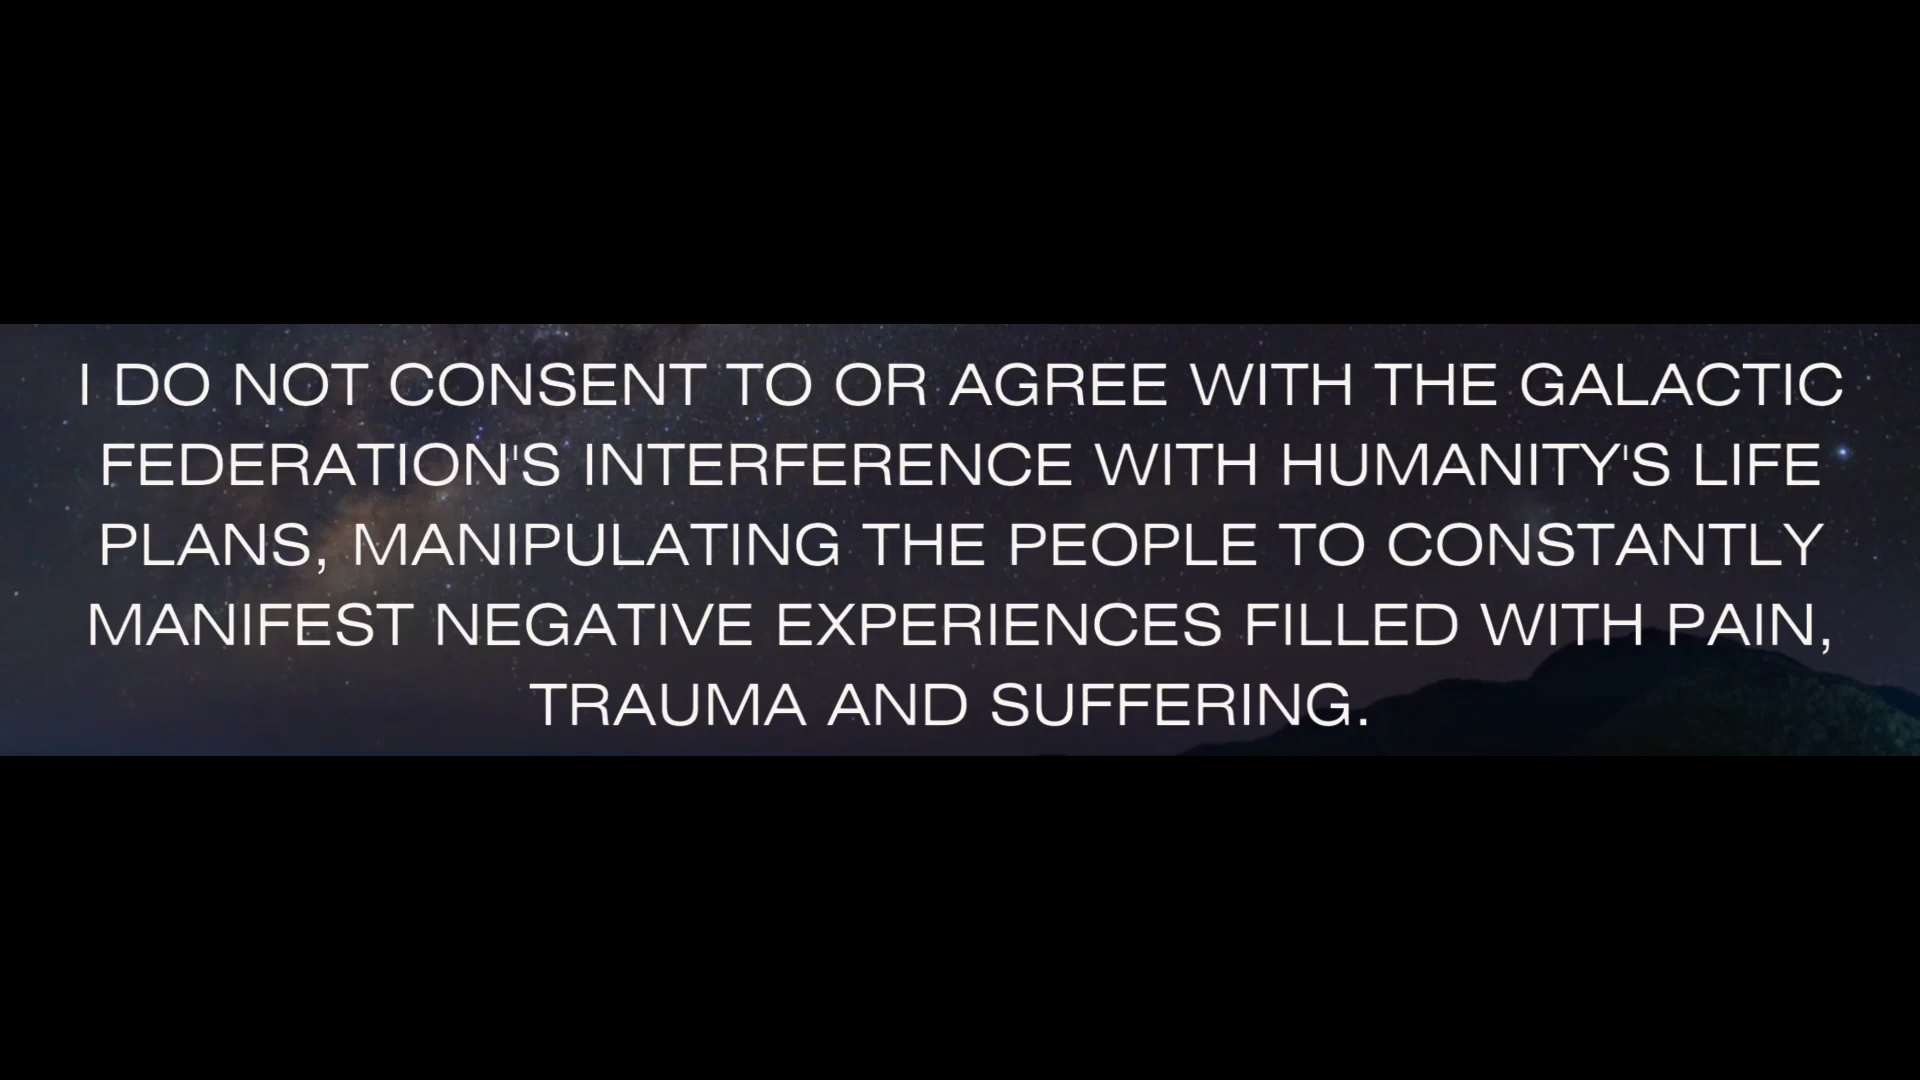 I DO NOT CONSENT TO OR AGREE WITH THE GALACTIC
FEDERATION'S INTERFERENCE WITH HUMANITY'S LIFE
PLANS, MANIPULATING THE PEOPLE TO CONSTANTLY
MANIFEST NEGATIVE EXPERIENCES FILLED WITH PAIN,
TRAUMA AND SUFFERING.